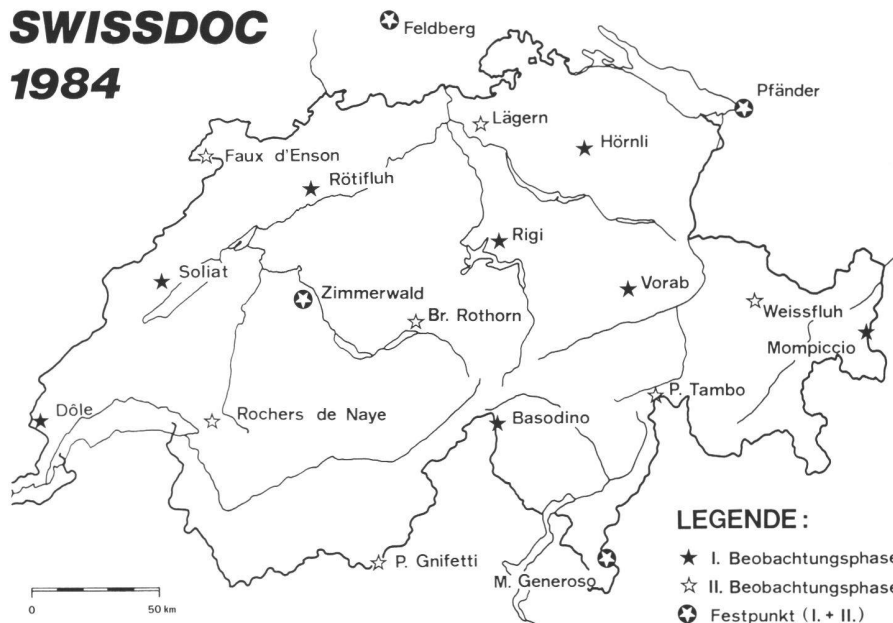 SWISSDOC
1984
Feldberg
Pfänder
Lägern
Hörnli
Faux d'Enson
Rötifluh
Rigi
Soliat
Zimmerwald
Vorab
Br. Rothorn
Weissfluh
Mompiccio
P. Tambo
Dôle
Rochers de Naye
Basodino
P. Gnifetti
M. Generoso
LEGENDE:
★ I. Beobachtungsphase
☆ II. Beobachtungsphase
✪ Festpunkt (I. + II.)
0 50 km